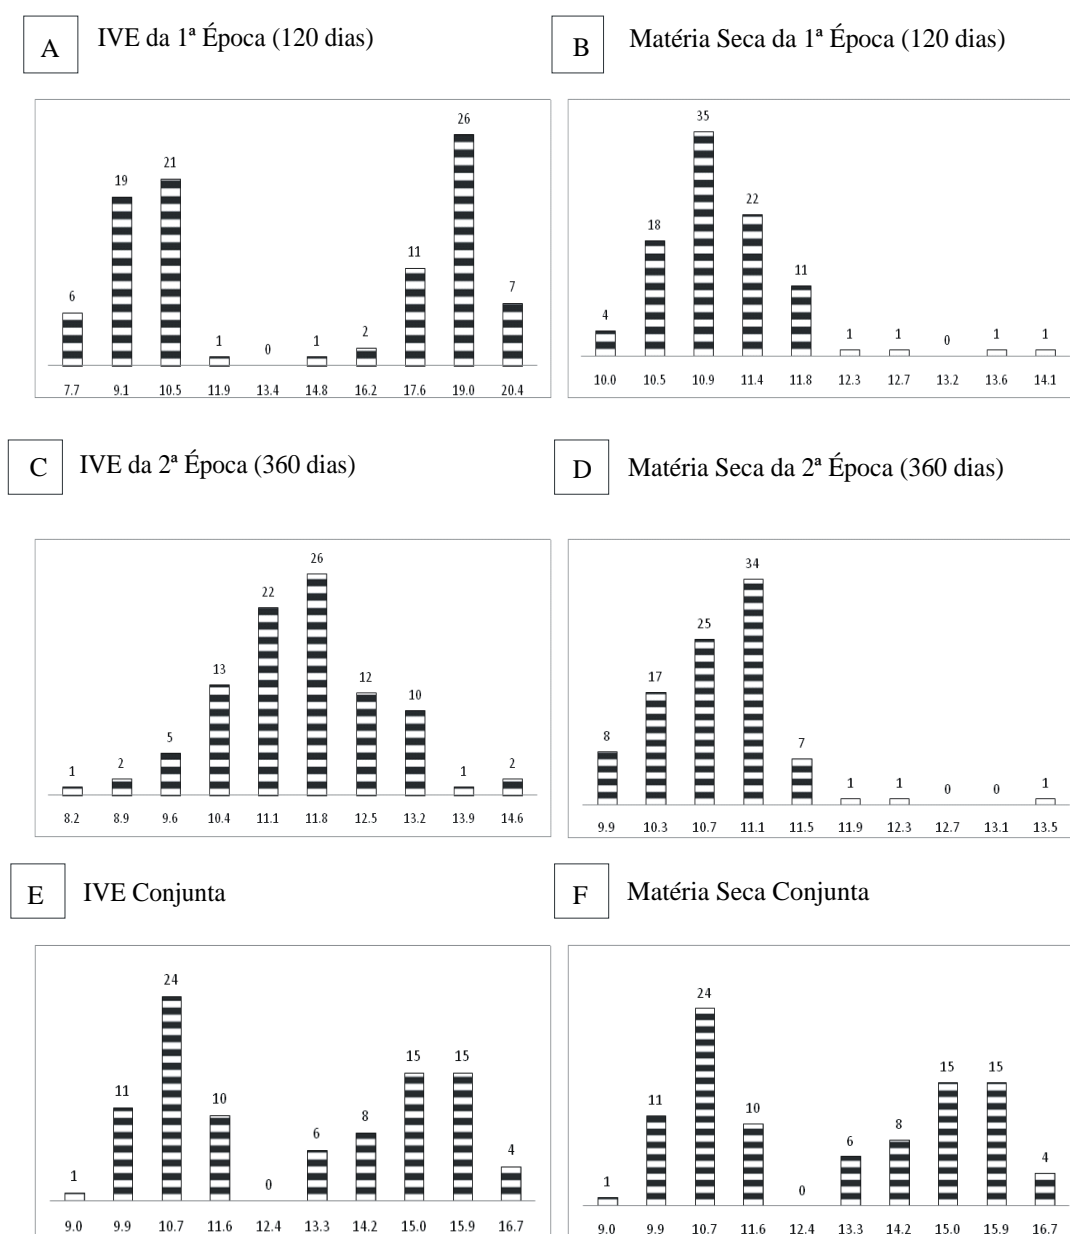 A IVE da 1ª Época (120 dias)
6 19 21 1 0 1 2 11 26 7
7.7 9.1 10.5 11.9 13.4 14.8 16.2 17.6 19.0 20.4
B Matéria Seca da 1ª Época (120 dias)
4 18 35 22 11 1 1 0 1 1
10.0 10.5 10.9 11.4 11.8 12.3 12.7 13.2 13.6 14.1
C IVE da 2ª Época (360 dias)
1 2 5 13 22 26 12 10 1 2
8.2 8.9 9.6 10.4 11.1 11.8 12.5 13.2 13.9 14.6
D Matéria Seca da 2ª Época (360 dias)
8 17 25 34 7 1 1 0 0 1
9.9 10.3 10.7 11.1 11.5 11.9 12.3 12.7 13.1 13.5
E IVE Conjunta
1 11 24 10 0 6 8 15 15 4
9.0 9.9 10.7 11.6 12.4 13.3 14.2 15.0 15.9 16.7
F Matéria Seca Conjunta
1 11 24 10 0 6 8 15 15 4
9.0 9.9 10.7 11.6 12.4 13.3 14.2 15.0 15.9 16.7